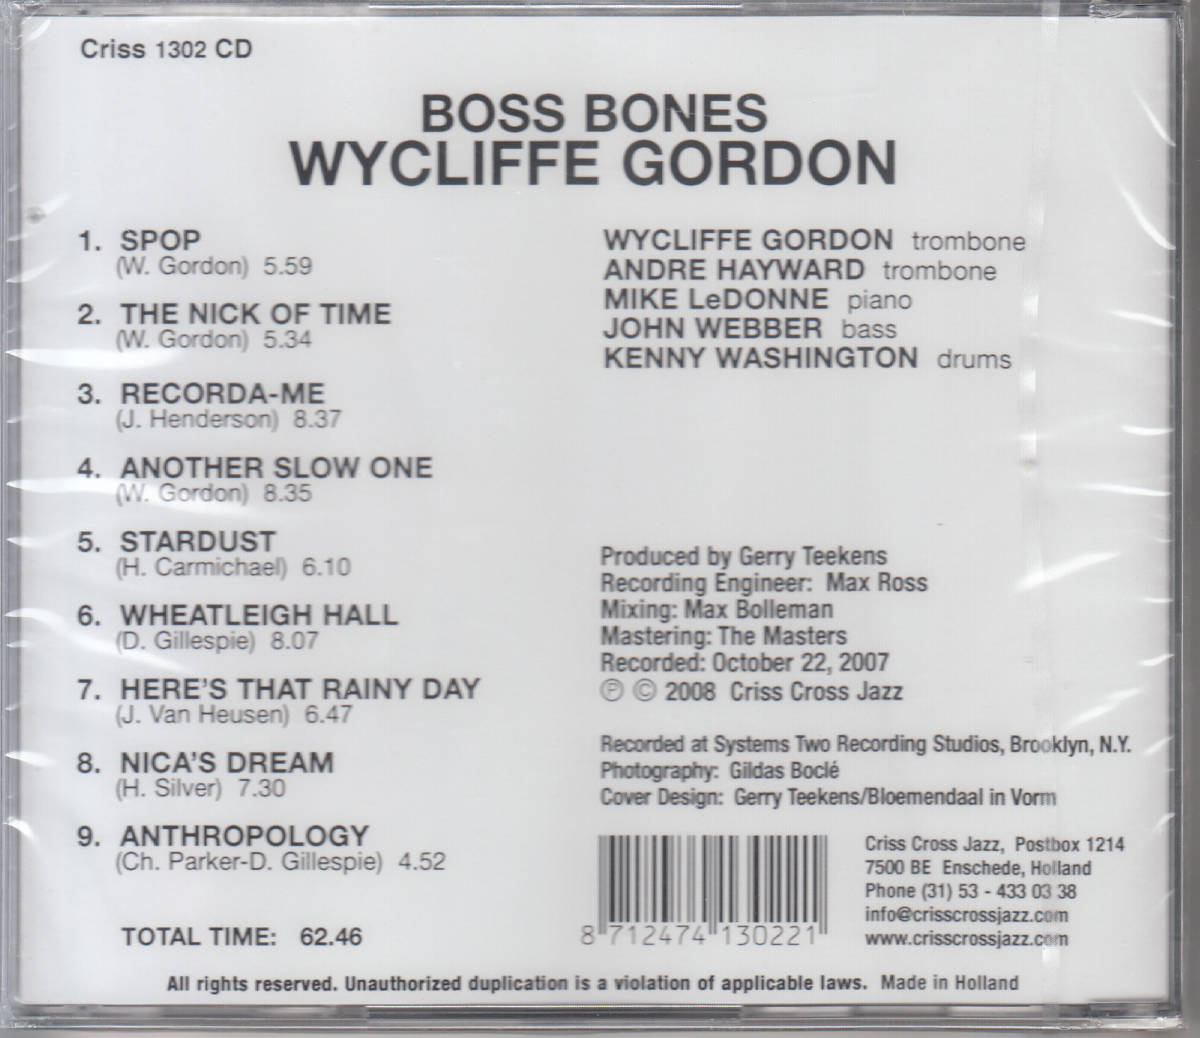 Criss 1302 CD
BOSS BONES
WYCLIFFE GORDON
1. SPOP
(W. Gordon) 5.59
2. THE NICK OF TIME
(W. Gordon) 5.34
3. RECORDA-ME
(J. Henderson) 8.37
4. ANOTHER SLOW ONE
(W. Gordon) 8.35
5. STARDUST
(H. Carmichael) 6.10
6. WHEATLEIGH HALL
(D. Gillespie) 8.07
7. HERE'S THAT RAINY DAY
(J. Van Heusen) 6.47
8. NICA'S DREAM
(H. Silver) 7.30
9. ANTHROPOLOGY
(Ch. Parker-D. Gillespie) 4.52
TOTAL TIME: 62.46
WYCLIFFE GORDON trombone
ANDRE HAYWARD trombone
MIKE LeDONNE piano
JOHN WEBBER bass
KENNY WASHINGTON drums
Produced by Gerry Teekens
Recording Engineer: Max Ross
Mixing: Max Bolleman
Mastering: The Masters
Recorded: October 22, 2007
℗ © 2008 Criss Cross Jazz
Recorded at Systems Two Recording Studios, Brooklyn, N.Y.
Photography: Gildas Boclé
Cover Design: Gerry Teekens/Bloemendaal in Vorm
8 712474 130221
Criss Cross Jazz, Postbox 1214
7500 BE Enschede, Holland
Phone (31) 53 - 433 03 38
info@crisscrossjazz.com
www.crisscrossjazz.com
All rights reserved. Unauthorized duplication is a violation of applicable laws. Made in Holland